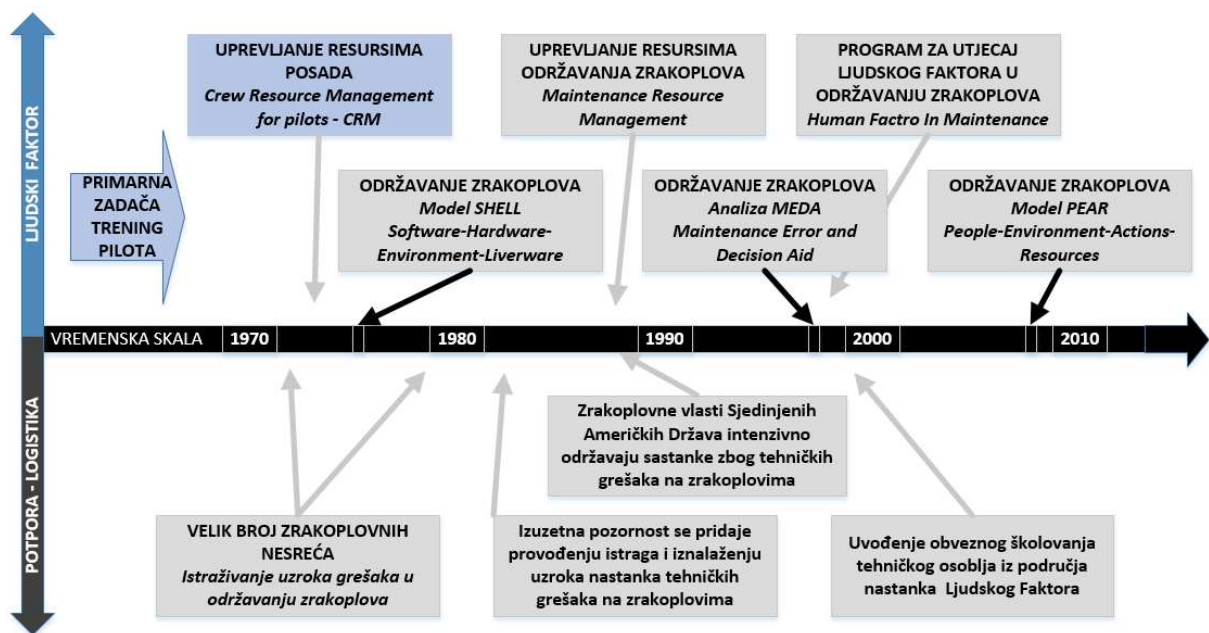 LJUDSKI FAKTOR
POTPORA - LOGISTIKA
UPREVLJANJE RESURSIMA
POSADA
Crew Resource Management
for pilots - CRM
UPREVLJANJE RESURSIMA
ODRŽAVANJA ZRAKOPLOVA
Maintenance Resource
Management
PROGRAM ZA UTJECAJ
LJUDSKOG FAKTORA U
ODRŽAVANJU ZRAKOPLOVA
Human Factro In Maintenance
PRIMARNA
ZADAĆA
TRENING
PILOTA
ODRŽAVANJE ZRAKOPLOVA
Model SHELL
Software-Hardware-
Environment-Liverware
ODRŽAVANJE ZRAKOPLOVA
Analiza MEDA
Maintenance Error and
Decision Aid
ODRŽAVANJE ZRAKOPLOVA
Model PEAR
People-Environment-Actions-
Resources
VREMENSKA SKALA 1970 1980 1990 2000 2010
Zrakoplovne vlasti Sjedinjenih
Američkih Država intenzivno
održavaju sastanke zbog tehničkih
grešaka na zrakoplovima
VELIK BROJ ZRAKOPLOVNIH
NESREĆA
Istraživanje uzroka grešaka u
održavanju zrakoplova
Izuzetna pozornost se pridaje
provođenju istraga i iznalaženju
uzroka nastanka tehničkih
grešaka na zrakoplovima
Uvođenje obveznog školovanja
tehničkog osoblja iz područja
nastanka Ljudskog Faktora